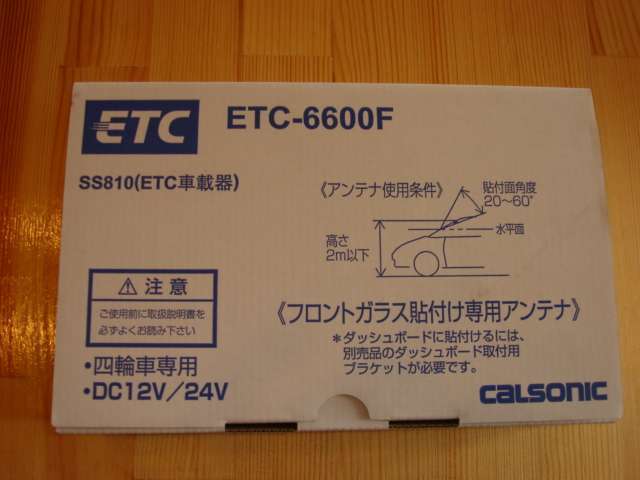 ETC
ETC-6600F
SS810(ETC車載器)
《アンテナ使用条件》
貼付面角度
20～60°
水平面
高さ
2m以下
⚠注意
ご使用前に取扱説明書を
必ずよくお読み下さい
《フロントガラス貼付け専用アンテナ》
＊ダッシュボードに貼付けるには、
別売品のダッシュボード取付用
ブラケットが必要です。
・四輪車専用
・DC12V／24V
CALSONIC